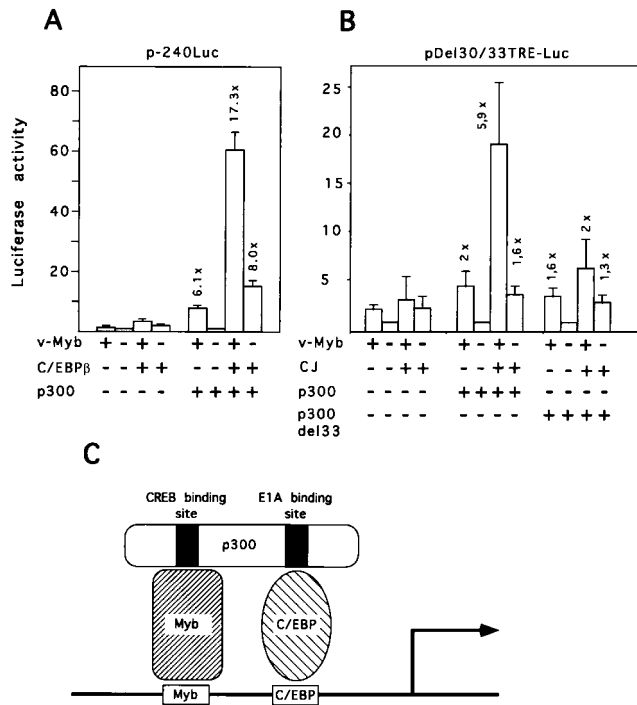 A
p-240Luc
Luciferase activity
80
60
40
20
6.1x
17.3x
8.0x
v-Myb + - + - + - + -
C/EBPβ - - + + - - + +
p300 - - - - + + + +
B
pDel30/33TRE-Luc
25
20
15
10
5
2 x
5,9 x
1,6 x
1,6 x
2 x
1,3 x
v-Myb + - + - + - + - + - + -
CJ - - + + - - + + - - + +
p300 - - - - + + + + - - - -
p300 del33 - - - - - - - - + + + +
C
CREB binding site
E1A binding site
p300
Myb
C/EBP
Myb
C/EBP